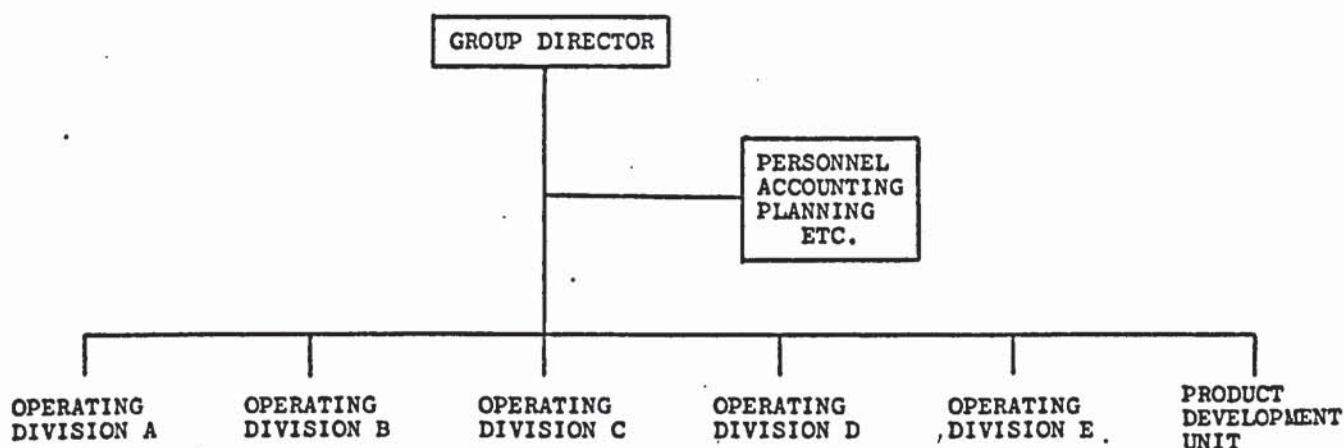 GROUP DIRECTOR
PERSONNEL
ACCOUNTING
PLANNING
ETC.
OPERATING
DIVISION A
OPERATING
DIVISION B
OPERATING
DIVISION C
OPERATING
DIVISION D
OPERATING
DIVISION E
PRODUCT
DEVELOPMENT
UNIT